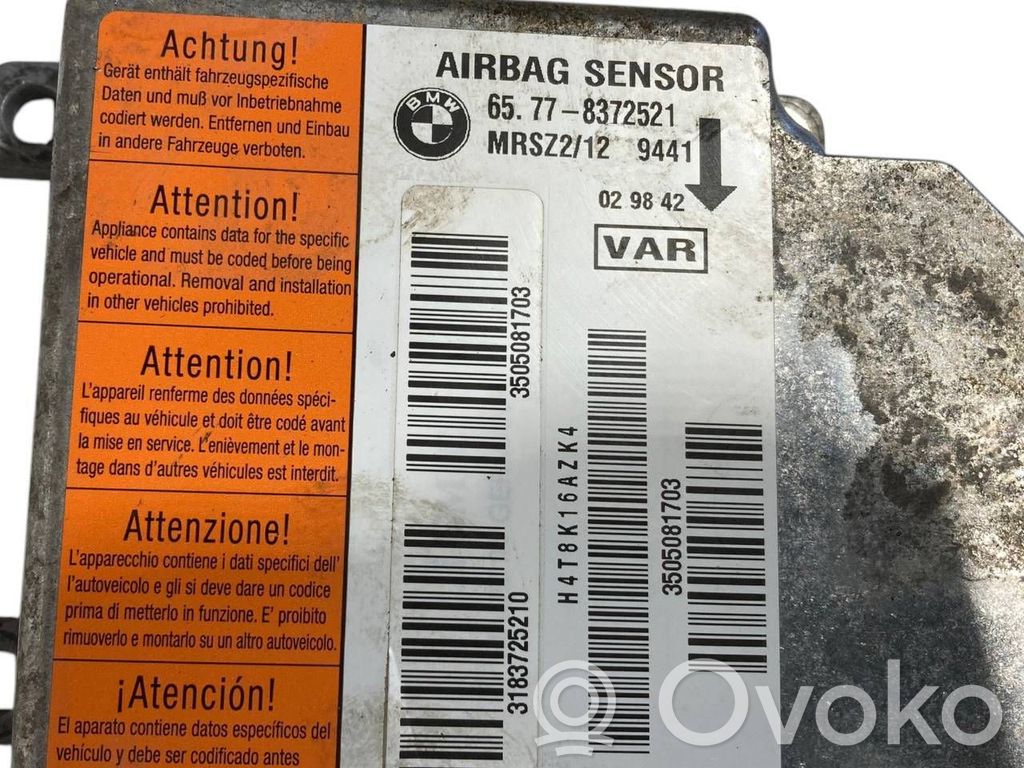 Achtung!
Gerät enthält fahrzeugspezifische
Daten und muß vor Inbetriebnahme
codiert werden. Entfernen und Einbau
in andere Fahrzeuge verboten.
Attention!
Appliance contains data for the specific
vehicle and must be coded before being
operational. Removal and installation
in other vehicles prohibited.
Attention!
L'appareil renferme des données spéci-
fiques au véhicule et doit être codé avant
la mise en service. L'enièvement et le mon-
tage dans d'autres véhicules est interdit.
Attenzione!
L'apparecchio contiene i dati specifici dell'
l'autoveicolo e gli si deve dare un codice
prima di metterlo in funzione. E' proibito
rimuoverlo e montarlo su un altro autoveicolo.
¡Atención!
El aparato contiene datos específicos del
vehículo y debe ser codificado antes
AIRBAG SENSOR
BMW
65. 77-8372521
MRSZ2/12 9441
02 98 42
VAR
3505081703
3183725210
H4T8K16AZK4
3505081703
Ovoko